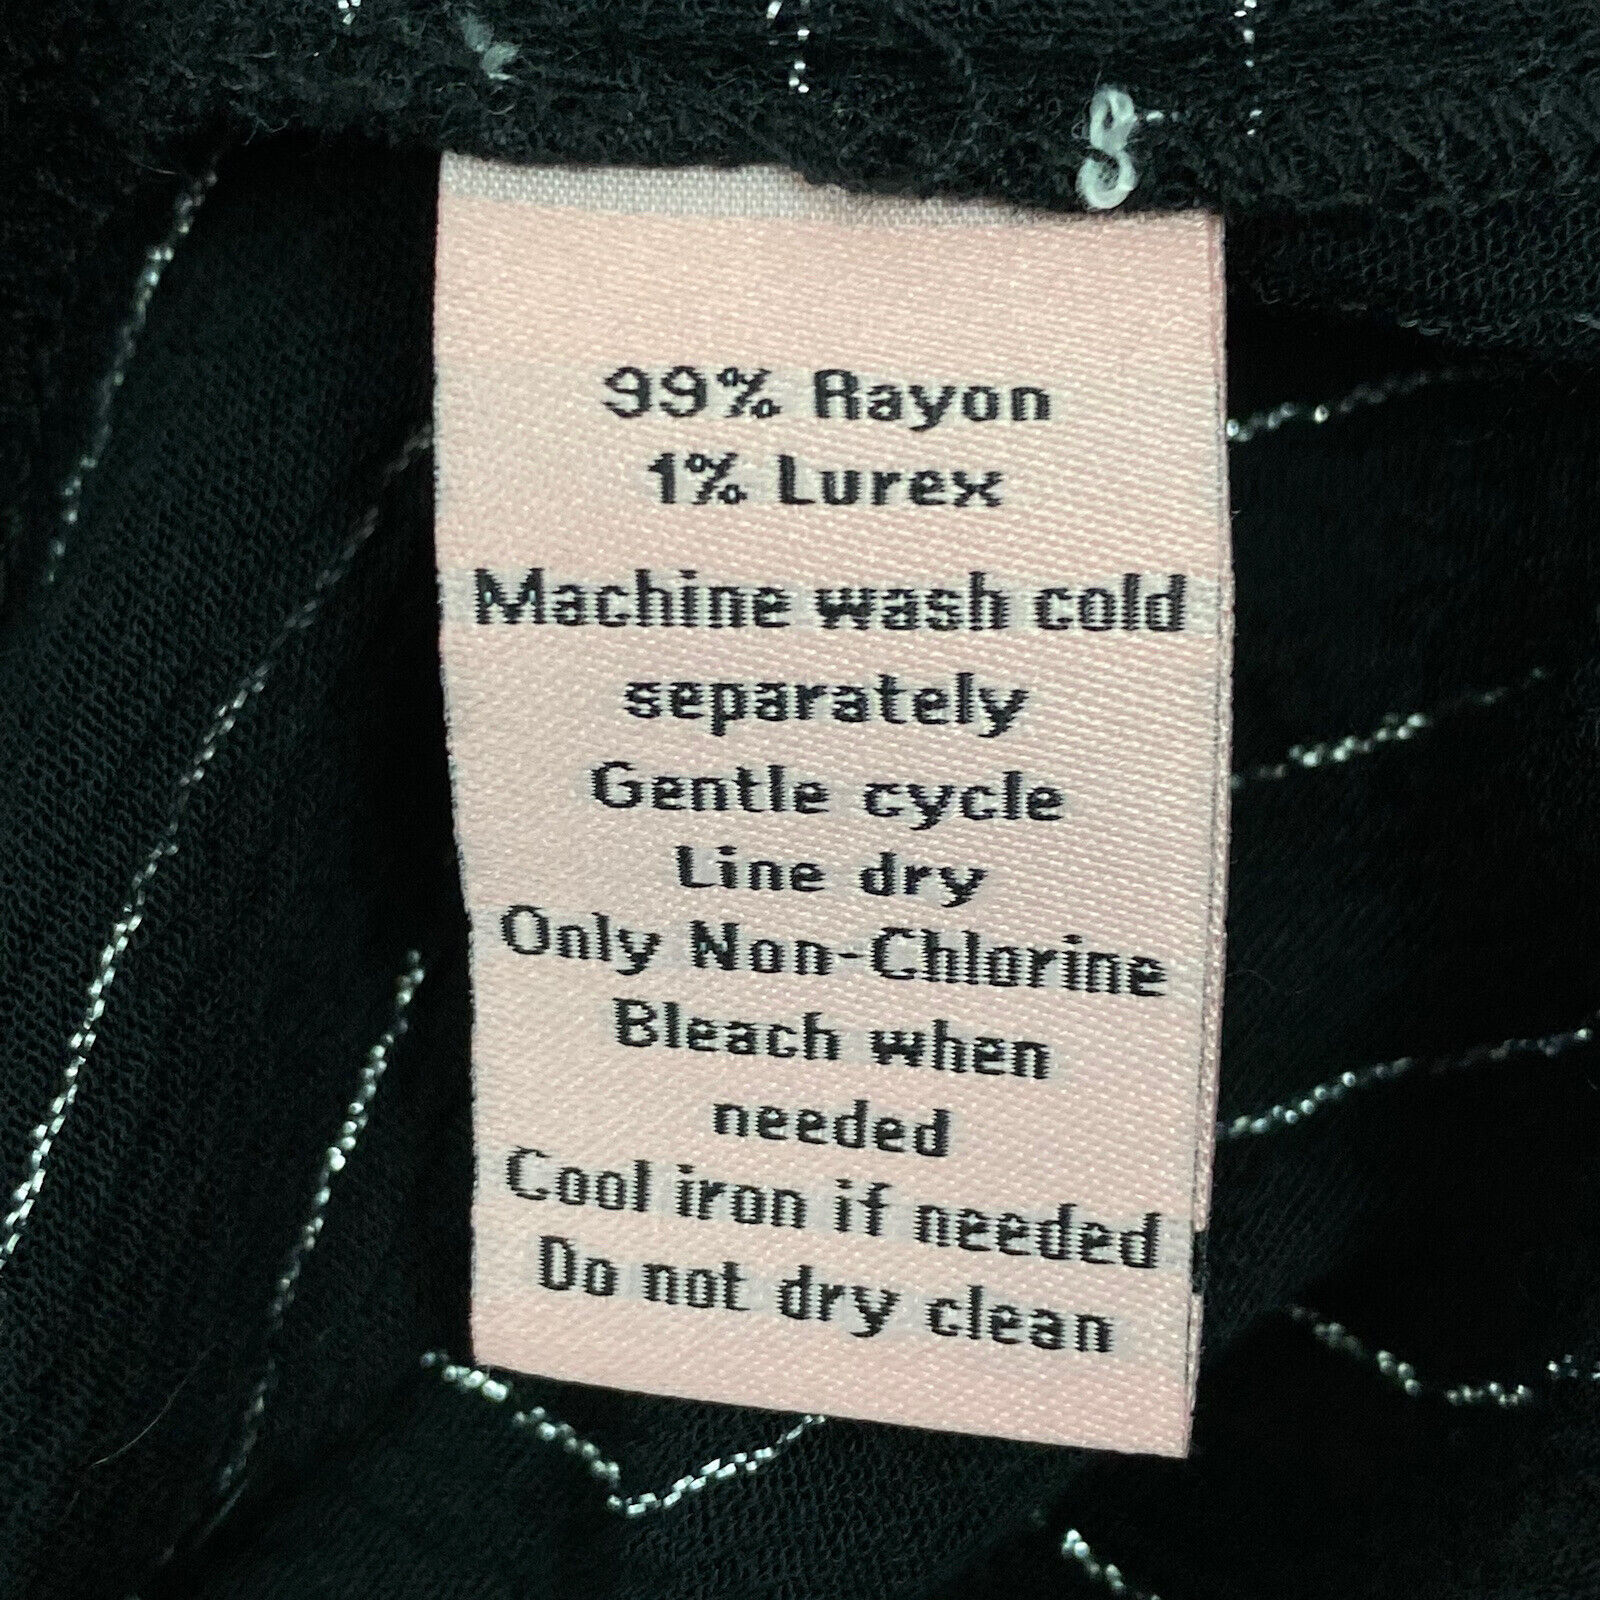 99% Rayon
1% Lurex
Machine wash cold
separately
Gentle cycle
Line dry
Only Non-Chlorine
Bleach when
needed
Cool iron if needed
Do not dry clean